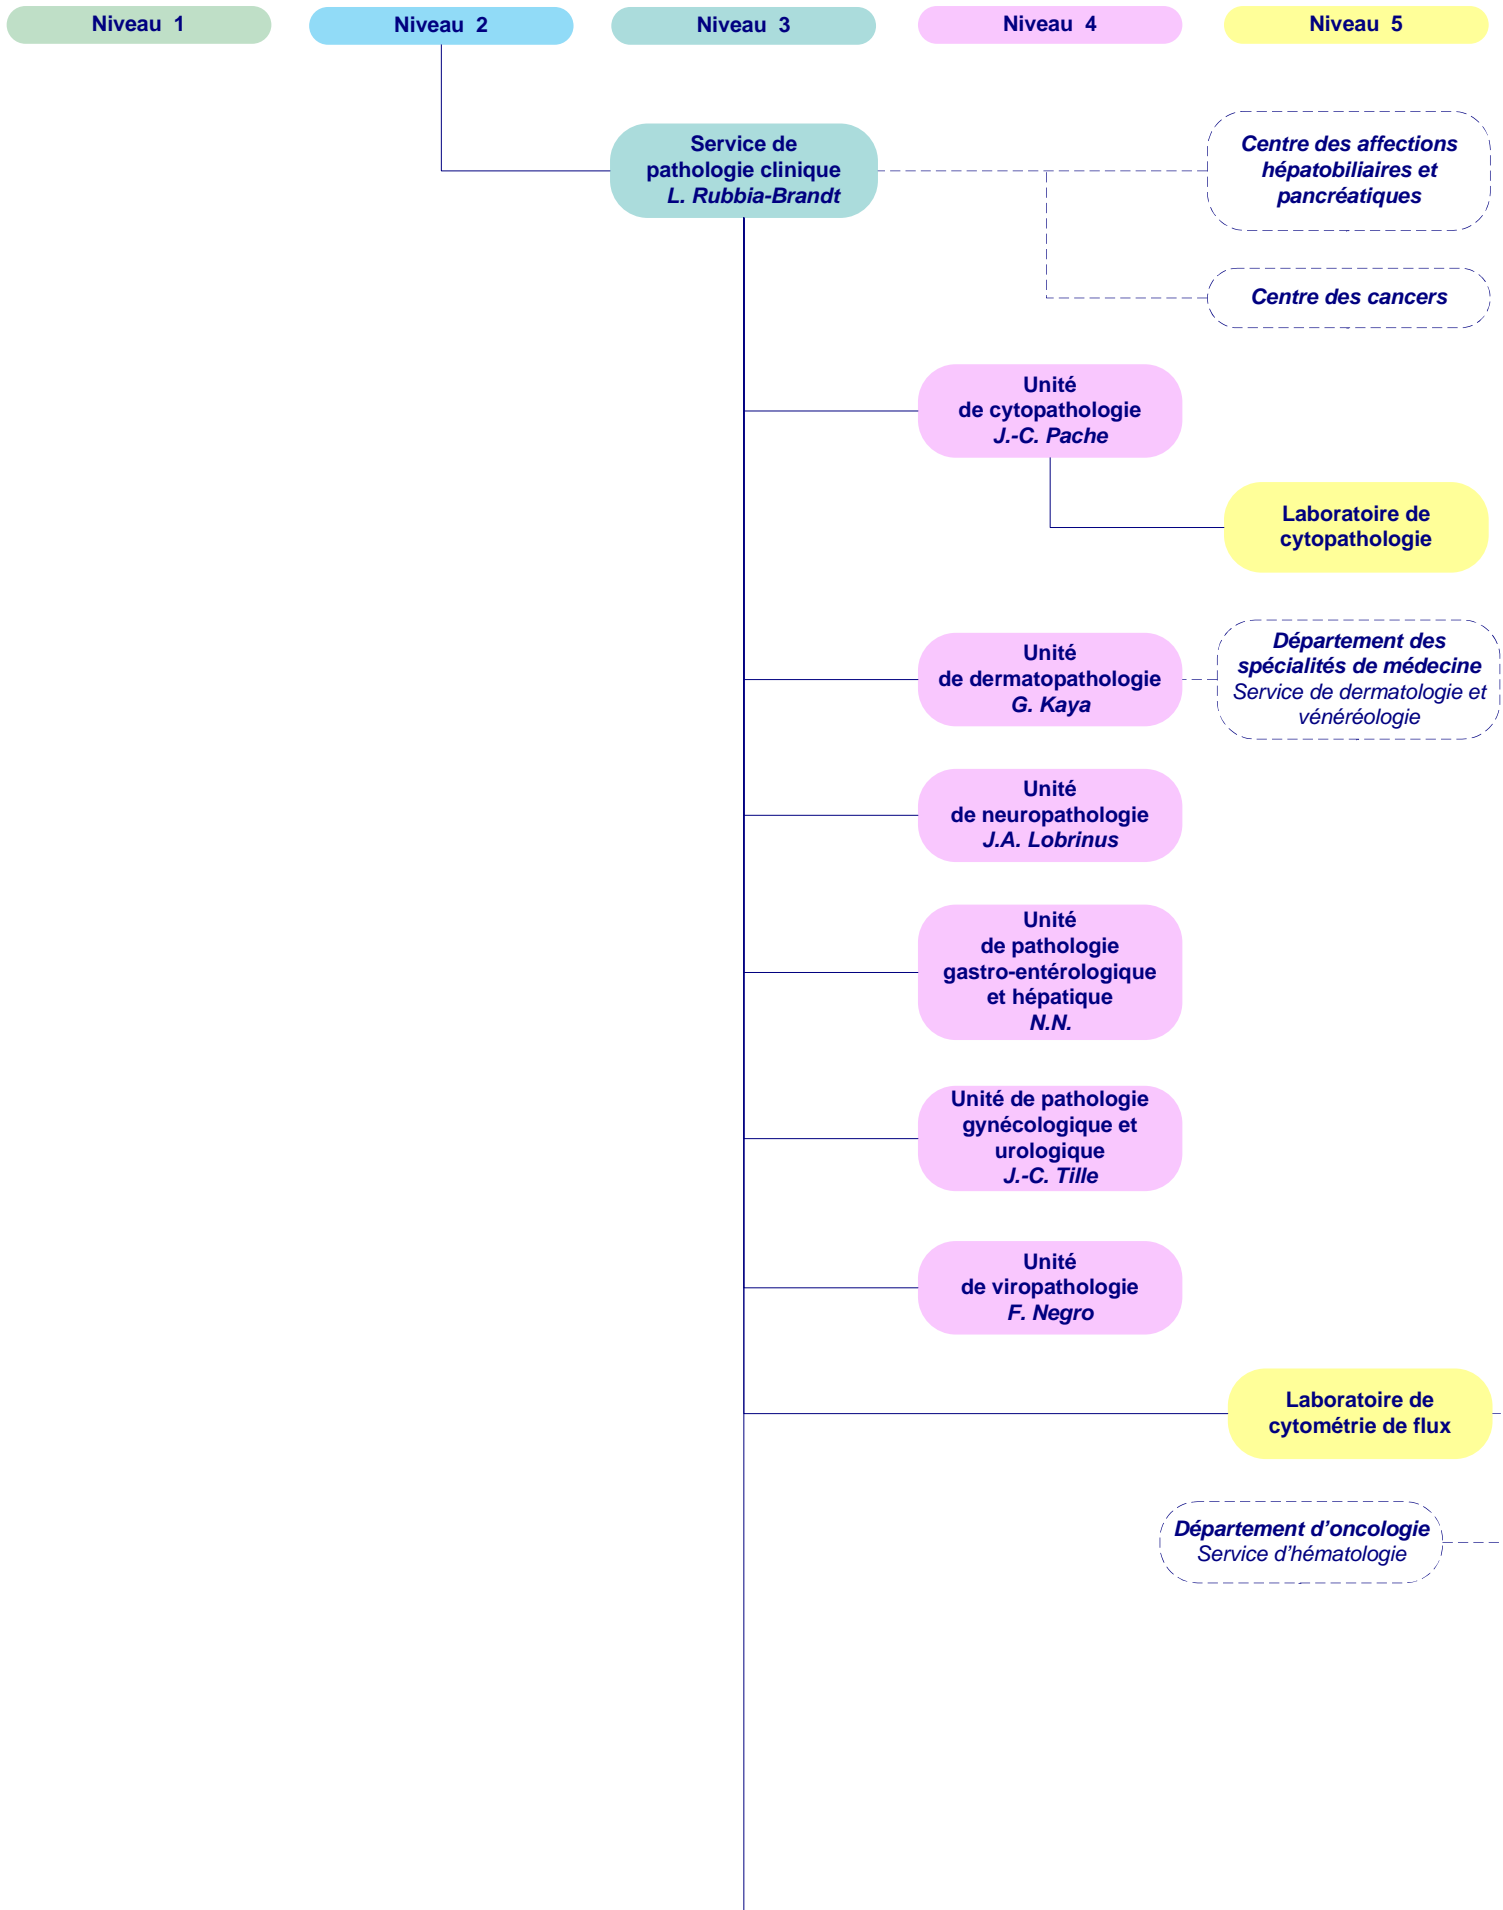 Niveau 1
Niveau 2
Niveau 3
Niveau 4
Niveau 5
Service de
pathologie clinique
L. Rubbia-Brandt
Centre des affections
hépatobiliaires et
pancréatiques
Centre des cancers
Unité
de cytopathologie
J.-C. Pache
Laboratoire de
cytopathologie
Unité
de dermatopathologie
G. Kaya
Département des
spécialités de médecine
Service de dermatologie et
vénéréologie
Unité
de neuropathologie
J.A. Lobrinus
Unité
de pathologie
gastro-entérologique
et hépatique
N.N.
Unité de pathologie
gynécologique et
urologique
J.-C. Tille
Unité
de viropathologie
F. Negro
Laboratoire de
cytométrie de flux
Département d’oncologie
Service d’hématologie